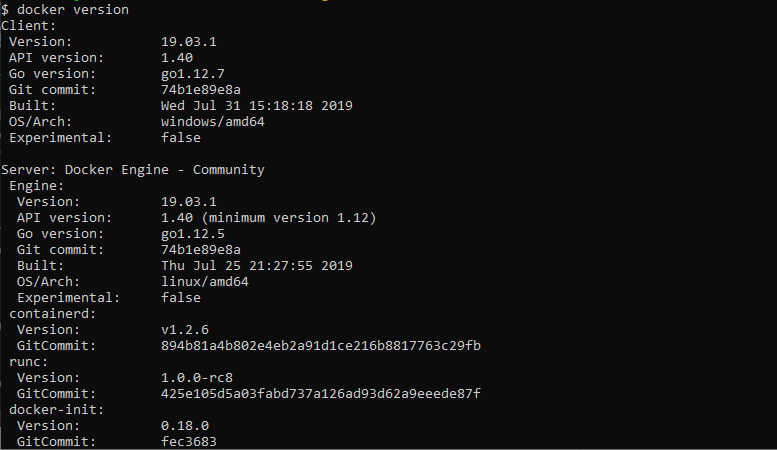 $ docker version
Client:
 Version:           19.03.1
 API version:       1.40
 Go version:        go1.12.7
 Git commit:        74b1e89e8a
 Built:             Wed Jul 31 15:18:18 2019
 OS/Arch:           windows/amd64
 Experimental:      false

Server: Docker Engine - Community
 Engine:
  Version:          19.03.1
  API version:      1.40 (minimum version 1.12)
  Go version:       go1.12.5
  Git commit:       74b1e89e8a
  Built:            Thu Jul 25 21:27:55 2019
  OS/Arch:          linux/amd64
  Experimental:     false
 containerd:
  Version:          v1.2.6
  GitCommit:        894b81a4b802e4eb2a91d1ce216b8817763c29fb
 runc:
  Version:          1.0.0-rc8
  GitCommit:        425e105d5a03fabd737a126ad93d62a9eeede87f
 docker-init:
  Version:          0.18.0
  GitCommit:        fec3683